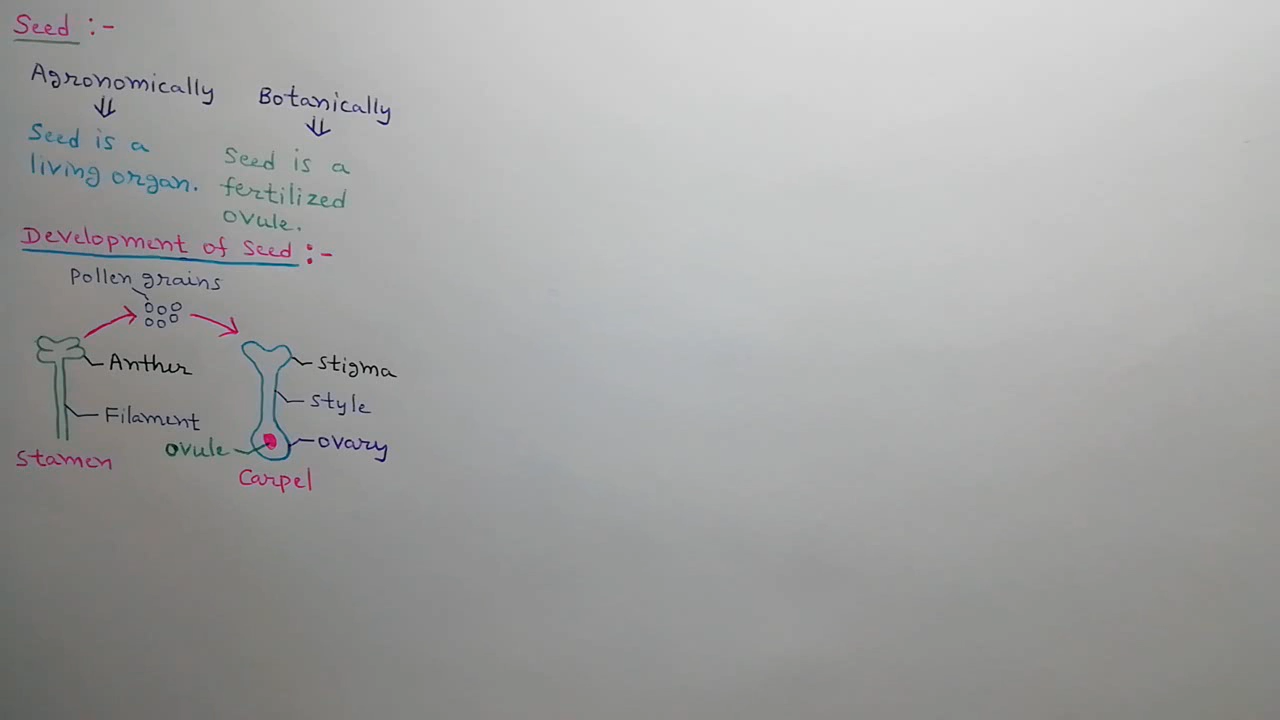 Seed :-
Agronomically
Botanically
Seed is a
living organ.
Seed is a
fertilized
ovule.
Development of Seed :-
Pollen grains
Anther
Filament
Stamen
Stigma
Style
Ovary
Ovule
Carpel